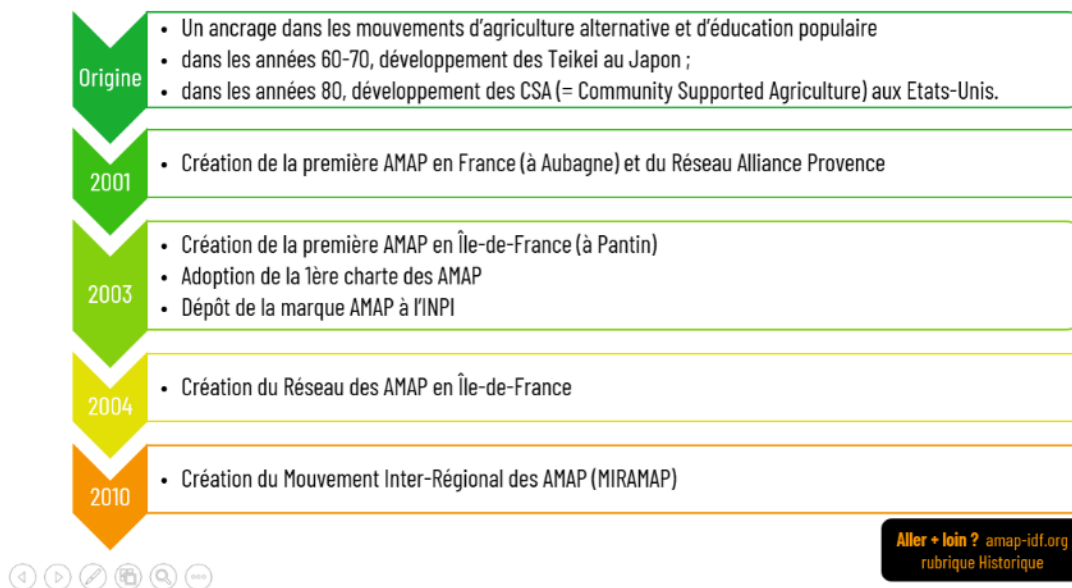 Origine
• Un ancrage dans les mouvements d'agriculture alternative et d'éducation populaire
• dans les années 60-70, développement des Teikei au Japon ;
• dans les années 80, développement des CSA (= Community Supported Agriculture) aux Etats-Unis.
2001
• Création de la première AMAP en France (à Aubagne) et du Réseau Alliance Provence
2003
• Création de la première AMAP en Île-de-France (à Pantin)
• Adoption de la 1ère charte des AMAP
• Dépôt de la marque AMAP à l'INPI
2004
• Création du Réseau des AMAP en Île-de-France
2010
• Création du Mouvement Inter-Régional des AMAP (MIRAMAP)
Aller + loin ? amap-idf.org
rubrique Historique